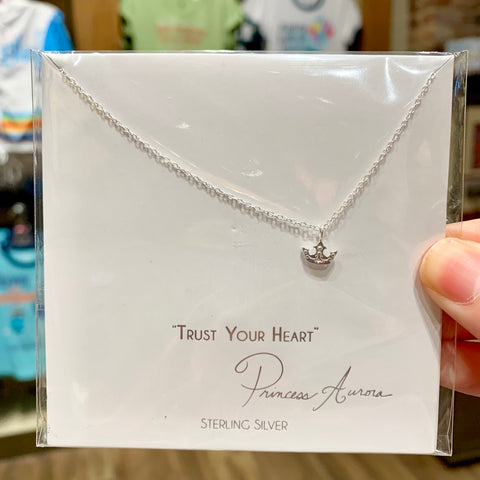 "TRUST YOUR HEART"
Princess Aurora
STERLING SILVER